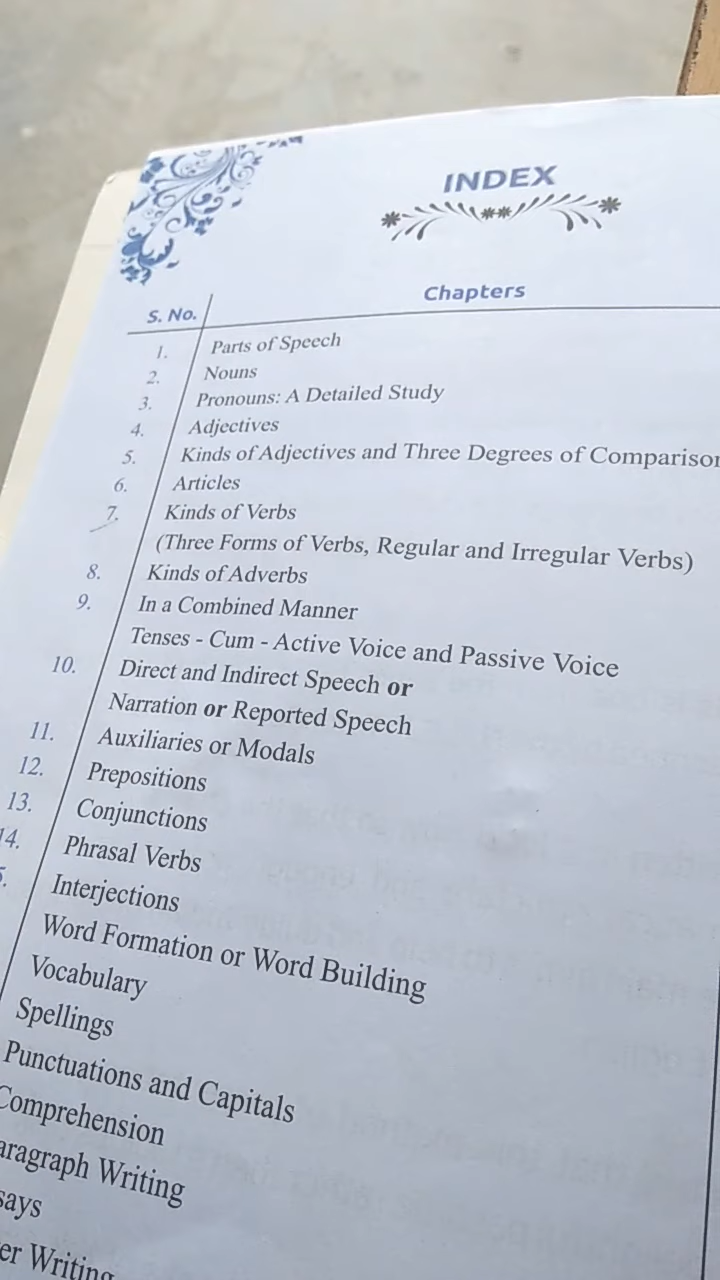 INDEX
S. No. Chapters
1. Parts of Speech
2. Nouns
3. Pronouns: A Detailed Study
4. Adjectives
5. Kinds of Adjectives and Three Degrees of Comparison
6. Articles
7. Kinds of Verbs
(Three Forms of Verbs, Regular and Irregular Verbs)
8. Kinds of Adverbs
9. In a Combined Manner
Tenses - Cum - Active Voice and Passive Voice
10. Direct and Indirect Speech or
Narration or Reported Speech
11. Auxiliaries or Modals
12. Prepositions
13. Conjunctions
14. Phrasal Verbs
Interjections
Word Formation or Word Building
Vocabulary
Spellings
Punctuations and Capitals
Comprehension
Paragraph Writing
Writing